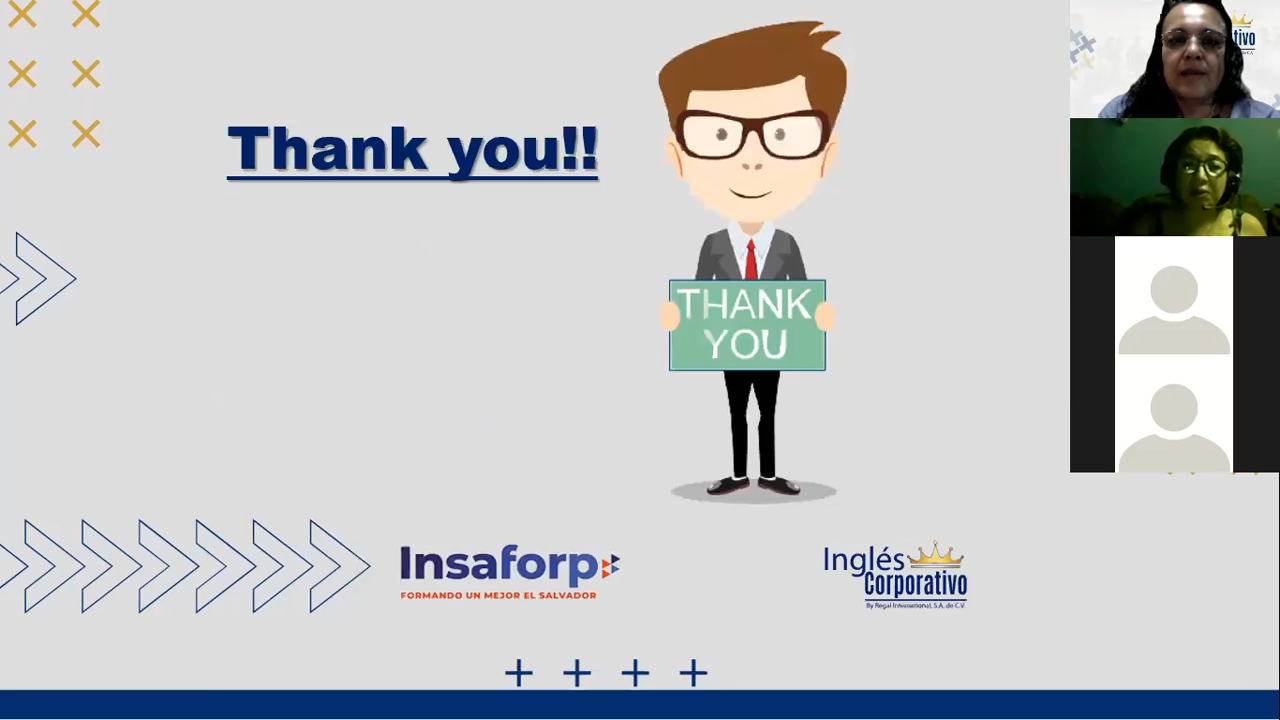 Thank you!!
THANK
YOU
Insaforp
FORMANDO UN MEJOR EL SALVADOR
Inglés
Corporativo
By Regal International, S.A. de C.V.
tivo